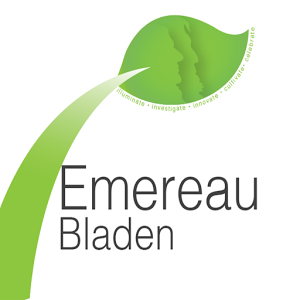 illuminate • investigate • innovate • cultivate • celebrate
Emereau
Bladen